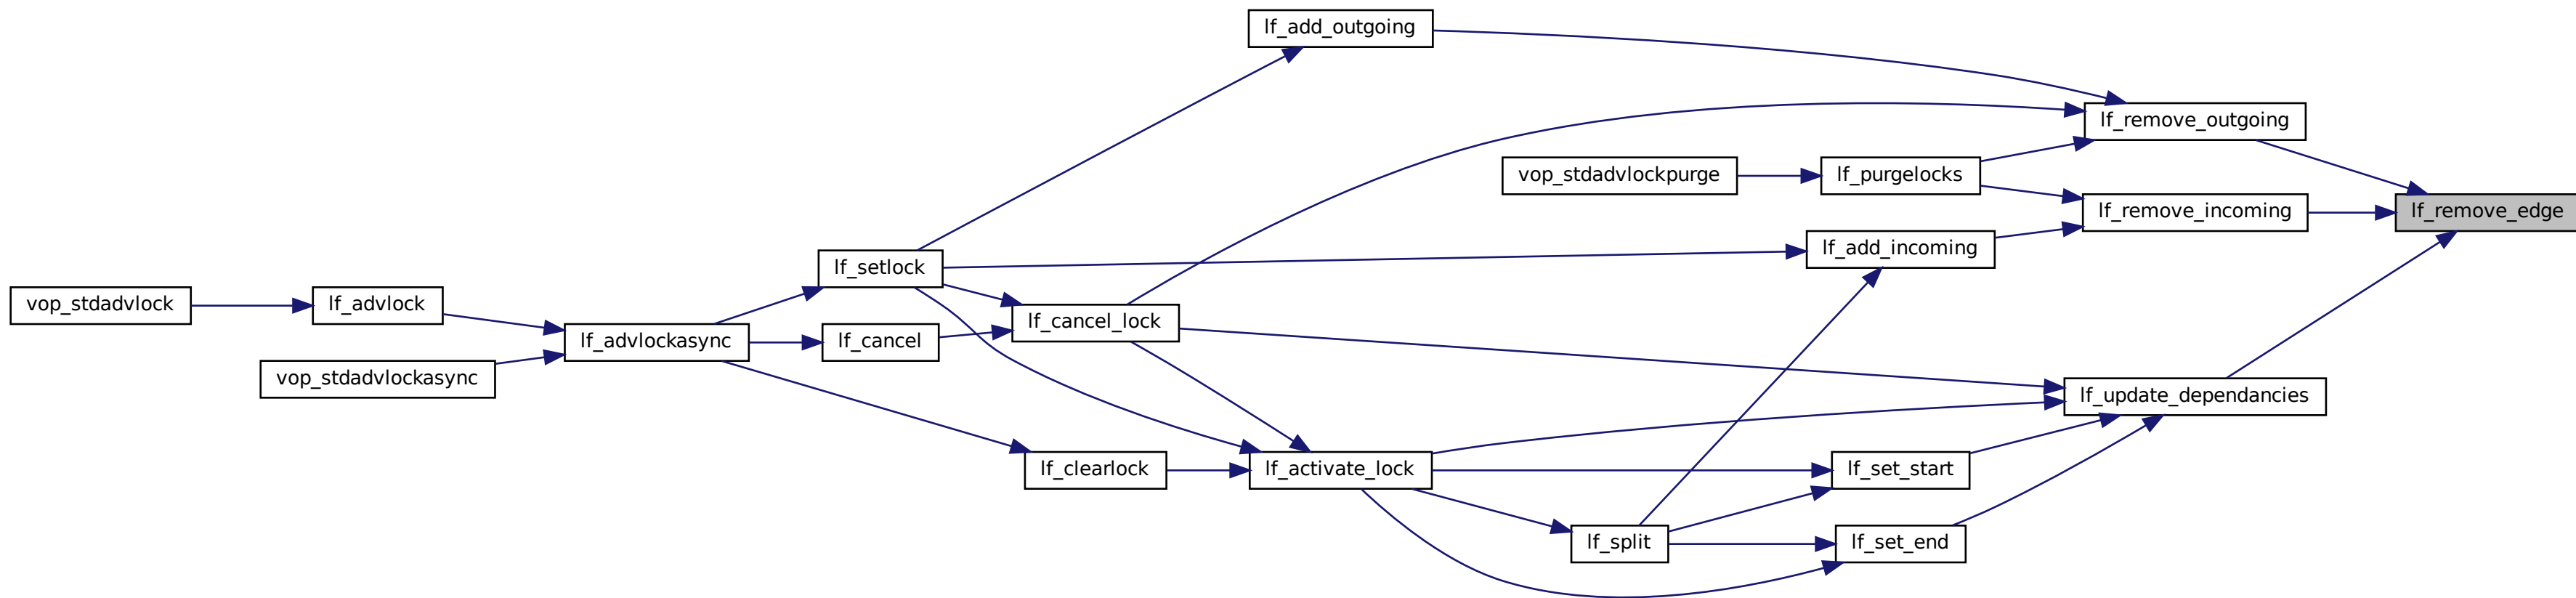 lf_add_outgoing
lf_remove_outgoing
vop_stdadvlockpurge
lf_purgelocks
lf_remove_incoming
lf_remove_edge
lf_add_incoming
lf_setlock
vop_stdadvlock
lf_advlock
lf_cancel_lock
lf_advlockasync
lf_cancel
vop_stdadvlockasync
lf_update_dependancies
lf_clearlock
lf_activate_lock
lf_set_start
lf_split
lf_set_end